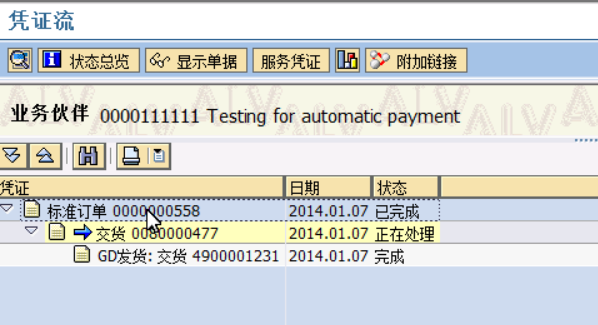 凭证流
状态总览 显示单据 服务凭证 附加链接
业务伙伴 0000111111 Testing for automatic payment
凭证 日期 状态
标准订单 0000000558 2014.01.07 已完成
交货 0080000477 2014.01.07 正在处理
GD发货: 交货 4900001231 2014.01.07 完成